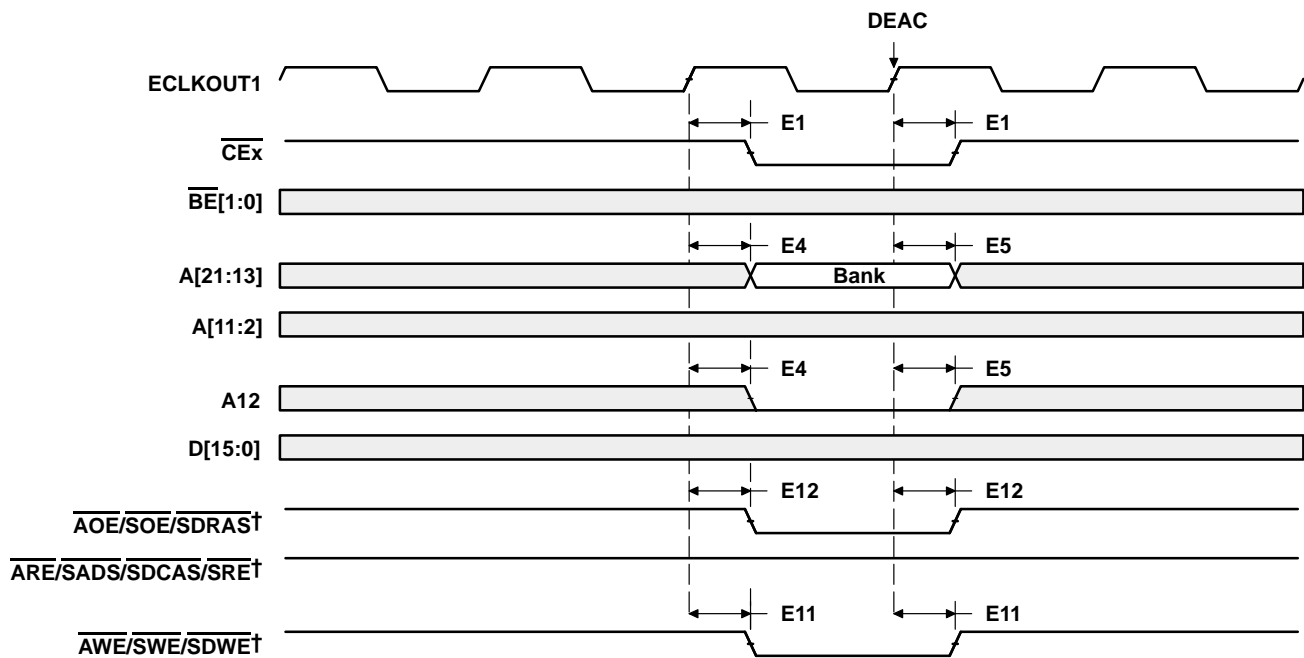 DEAC
ECLKOUT1
E1 E1
CEx
BE[1:0]
E4 E5
A[21:13] Bank
A[11:2]
E4 E5
A12
D[15:0]
E12 E12
AOE/SOE/SDRAS†
ARE/SADS/SDCAS/SRE†
E11 E11
AWE/SWE/SDWE†